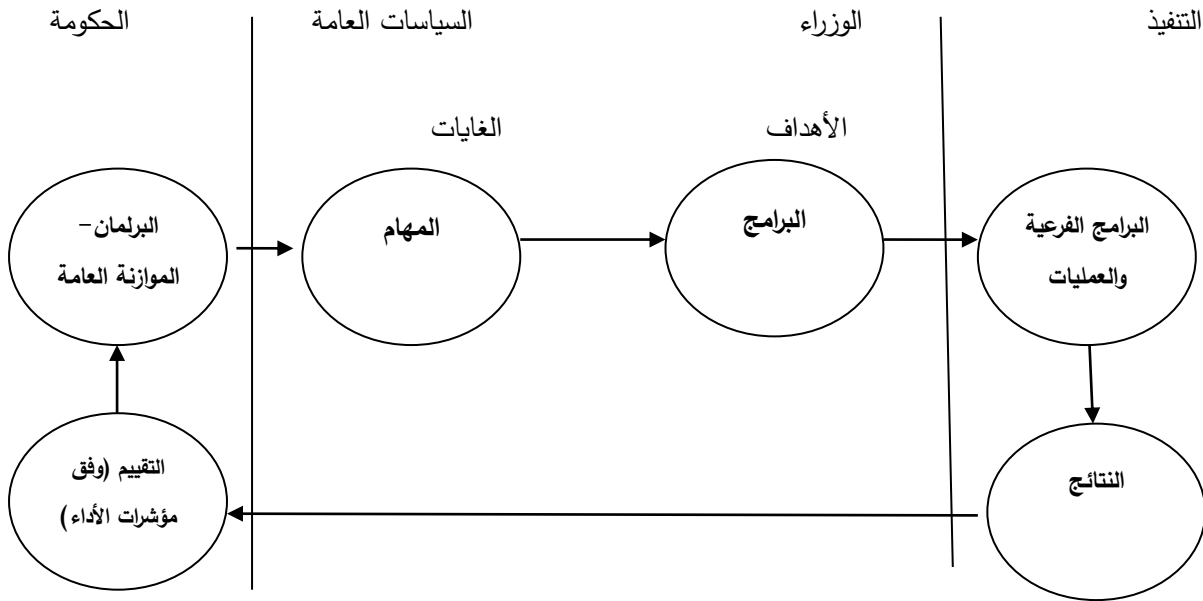 الحكومة
السياسات العامة
الوزراء
التنفيذ
الغايات
الأهداف
البرلمان-
الموازنة العامة
المهام
البرامج
البرامج الفرعية
والعمليات
التقييم (وفق
مؤشرات الأداء)
النتائج